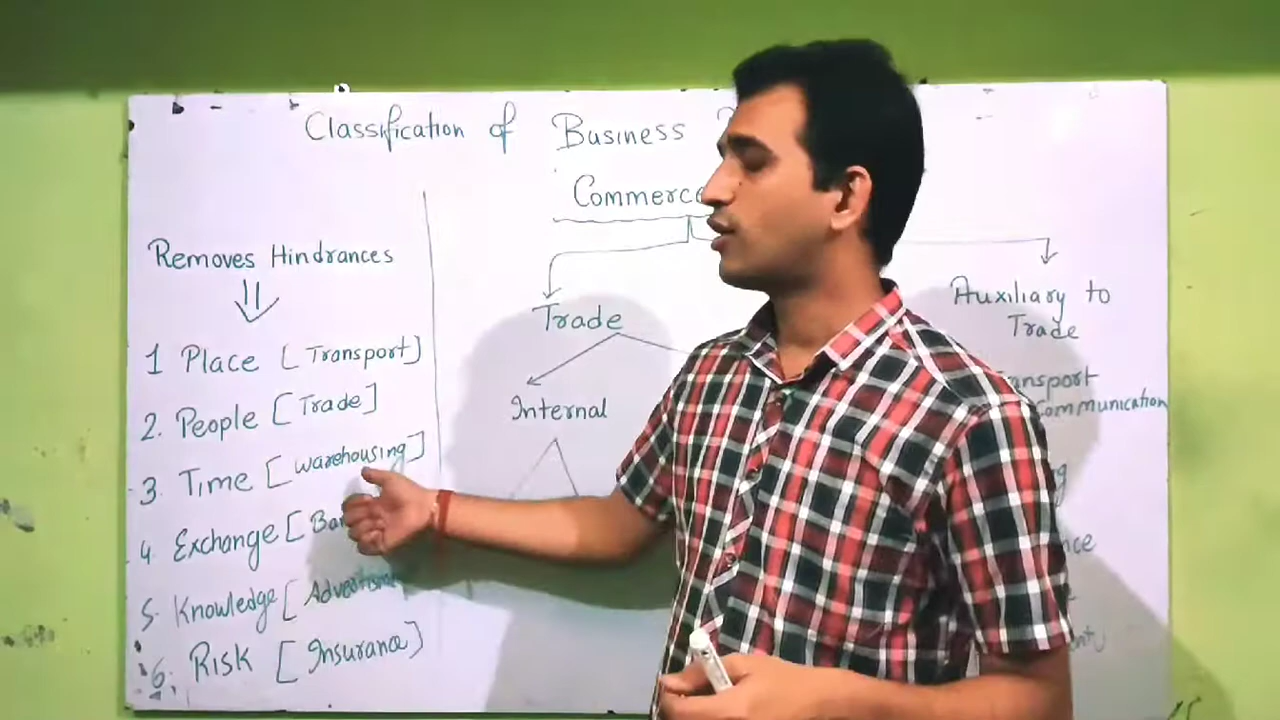 Classification of Business
Commerce
Removes Hindrances
1 Place [Transport]
2. People [Trade]
3 Time [Warehousing]
4 Exchange [
5. Knowledge [
6. Risk [Insurance]
Trade
Internal
Auxiliary to
Trade
Communication